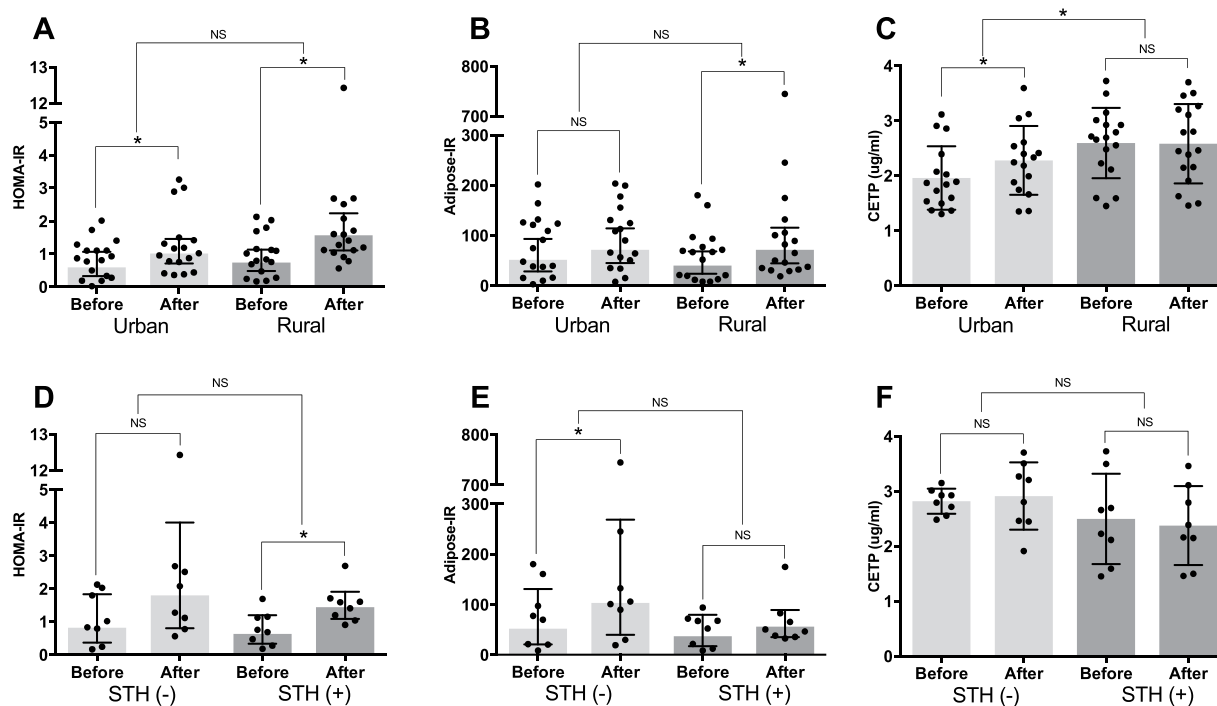 A
NS
*
*
13
12
5
4
3
2
1
0
HOMA-IR
Before After Before After
Urban Rural
B
NS
*
NS
800
700
300
200
100
0
Adipose-IR
Before After Before After
Urban Rural
C
*
*
NS
4
3
2
1
0
CETP (ug/ml)
Before After Before After
Urban Rural
D
NS
NS
*
13
12
5
4
3
2
1
0
HOMA-IR
Before After Before After
STH (-) STH (+)
E
NS
*
NS
800
700
300
200
100
0
Adipose-IR
Before After Before After
STH (-) STH (+)
F
NS
NS
NS
4
3
2
1
0
CETP (ug/ml)
Before After Before After
STH (-) STH (+)